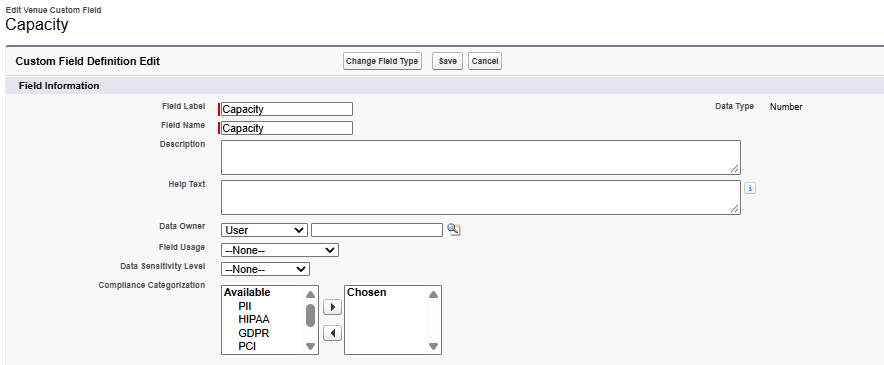 Edit Venue Custom Field
Capacity
Custom Field Definition Edit Change Field Type Save Cancel
Field Information
Field Label Capacity Data Type Number
Field Name Capacity
Description
Help Text i
Data Owner User
Field Usage --None--
Data Sensitivity Level --None--
Compliance Categorization Available Chosen
PII
HIPAA
GDPR
PCI